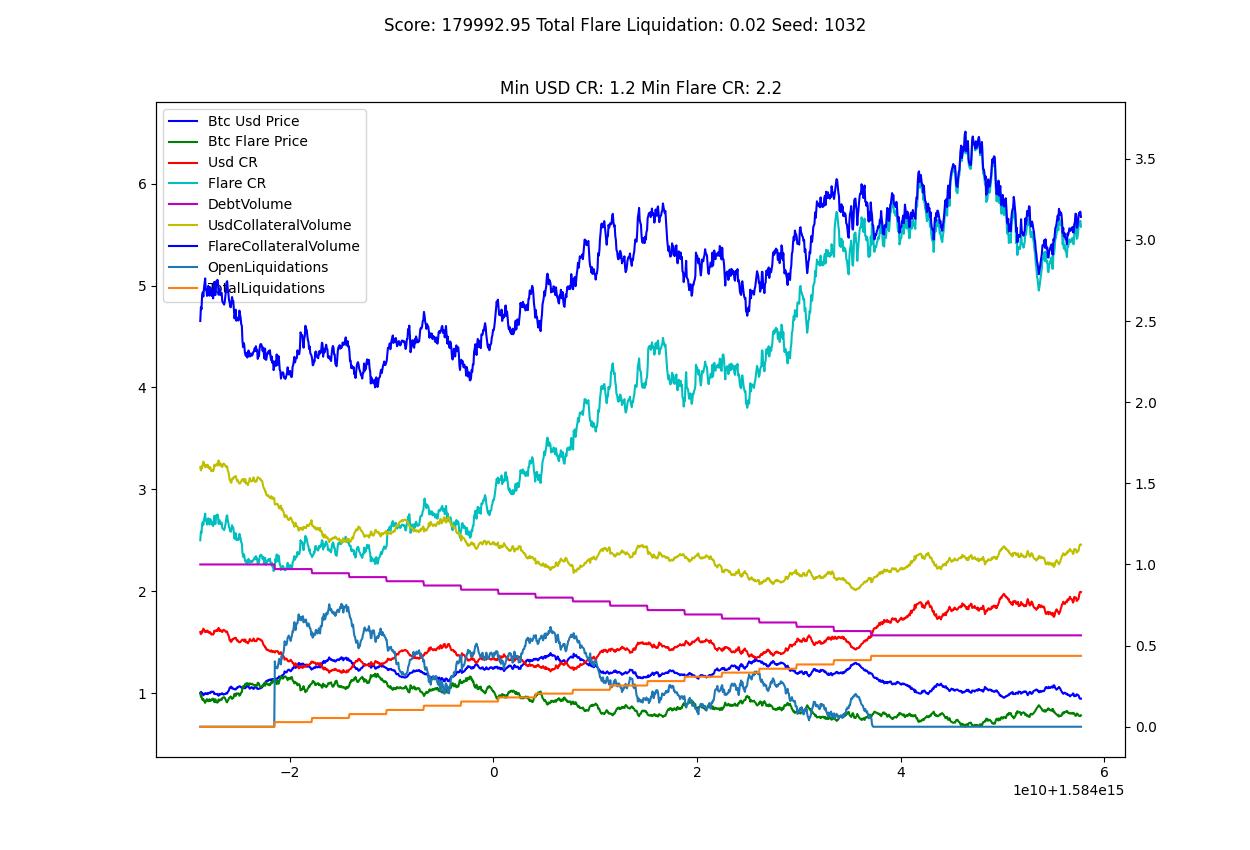 Score: 179992.95 Total Flare Liquidation: 0.02 Seed: 1032
Min USD CR: 1.2 Min Flare CR: 2.2
Btc Usd Price
Btc Flare Price
Usd CR
Flare CR
DebtVolume
UsdCollateralVolume
FlareCollateralVolume
OpenLiquidations
TotalLiquidations
6
5
4
3
2
1
3.5
3.0
2.5
2.0
1.5
1.0
0.5
0.0
−2
0
2
4
6
1e10+1.584e15